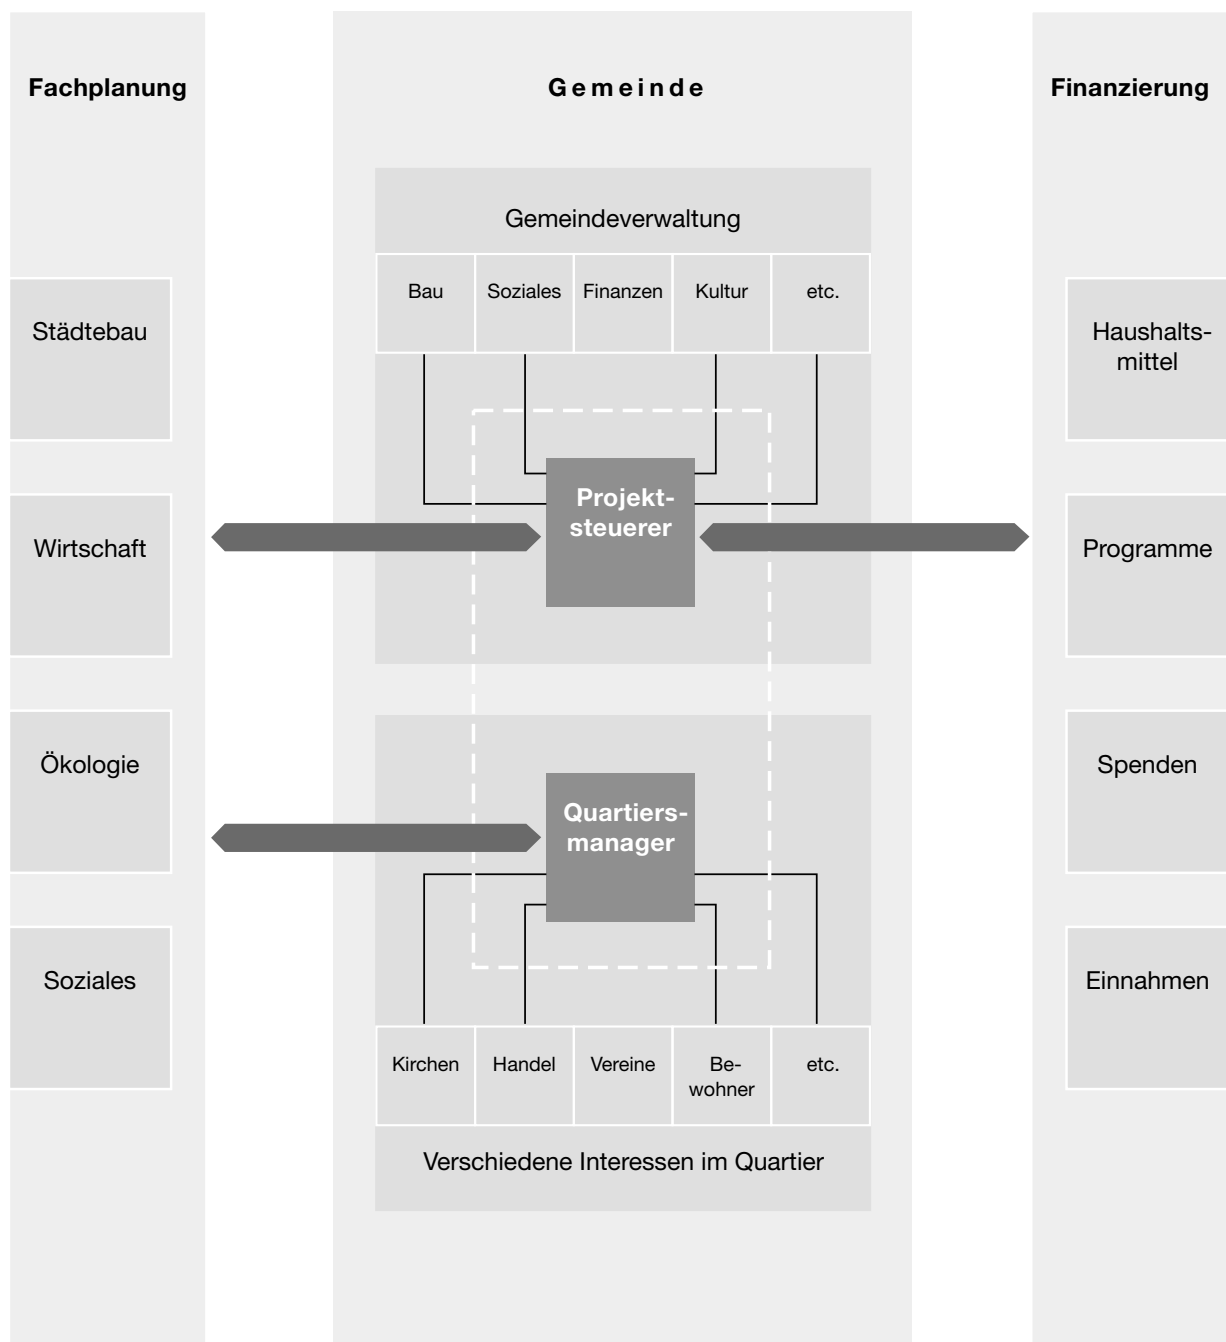 Fachplanung
Städtebau
Wirtschaft
Ökologie
Soziales
Gemeinde
Gemeindeverwaltung
Bau
Soziales
Finanzen
Kultur
etc.
Projekt-
steuerer
Quartiers-
manager
Kirchen
Handel
Vereine
Be-
wohner
etc.
Verschiedene Interessen im Quartier
Finanzierung
Haushalts-
mittel
Programme
Spenden
Einnahmen